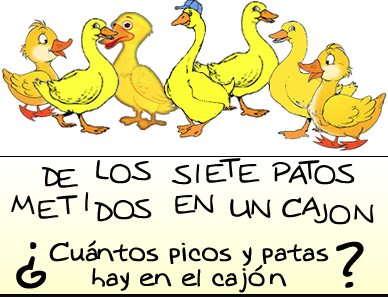 DE LOS SIETE PATOS
METIDOS EN UN CAJON
¿Cuántos picos y patas
hay en el cajón?